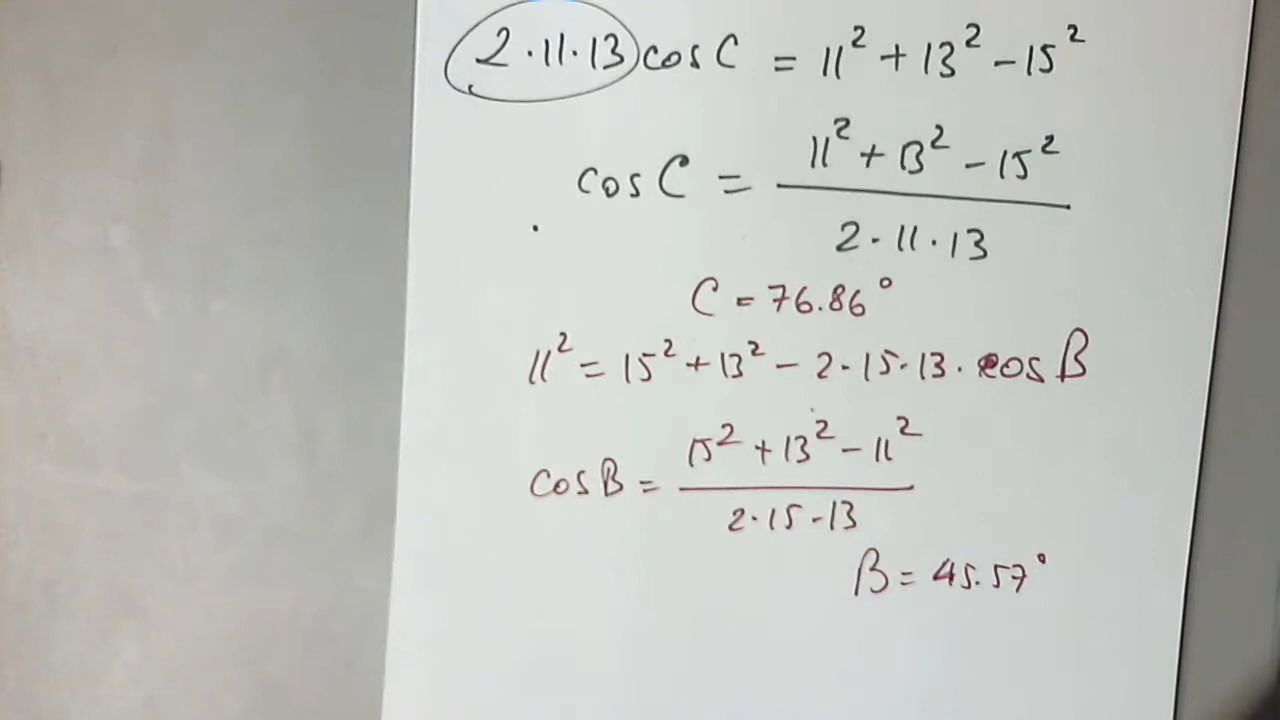 2·11·13 cos C = 11² + 13² − 15²
cos C = (11² + 13² − 15²) / (2·11·13)
C = 76.86°
11² = 15² + 13² − 2·15·13·cos B
cos B = (15² + 13² − 11²) / (2·15·13)
B = 45.57°